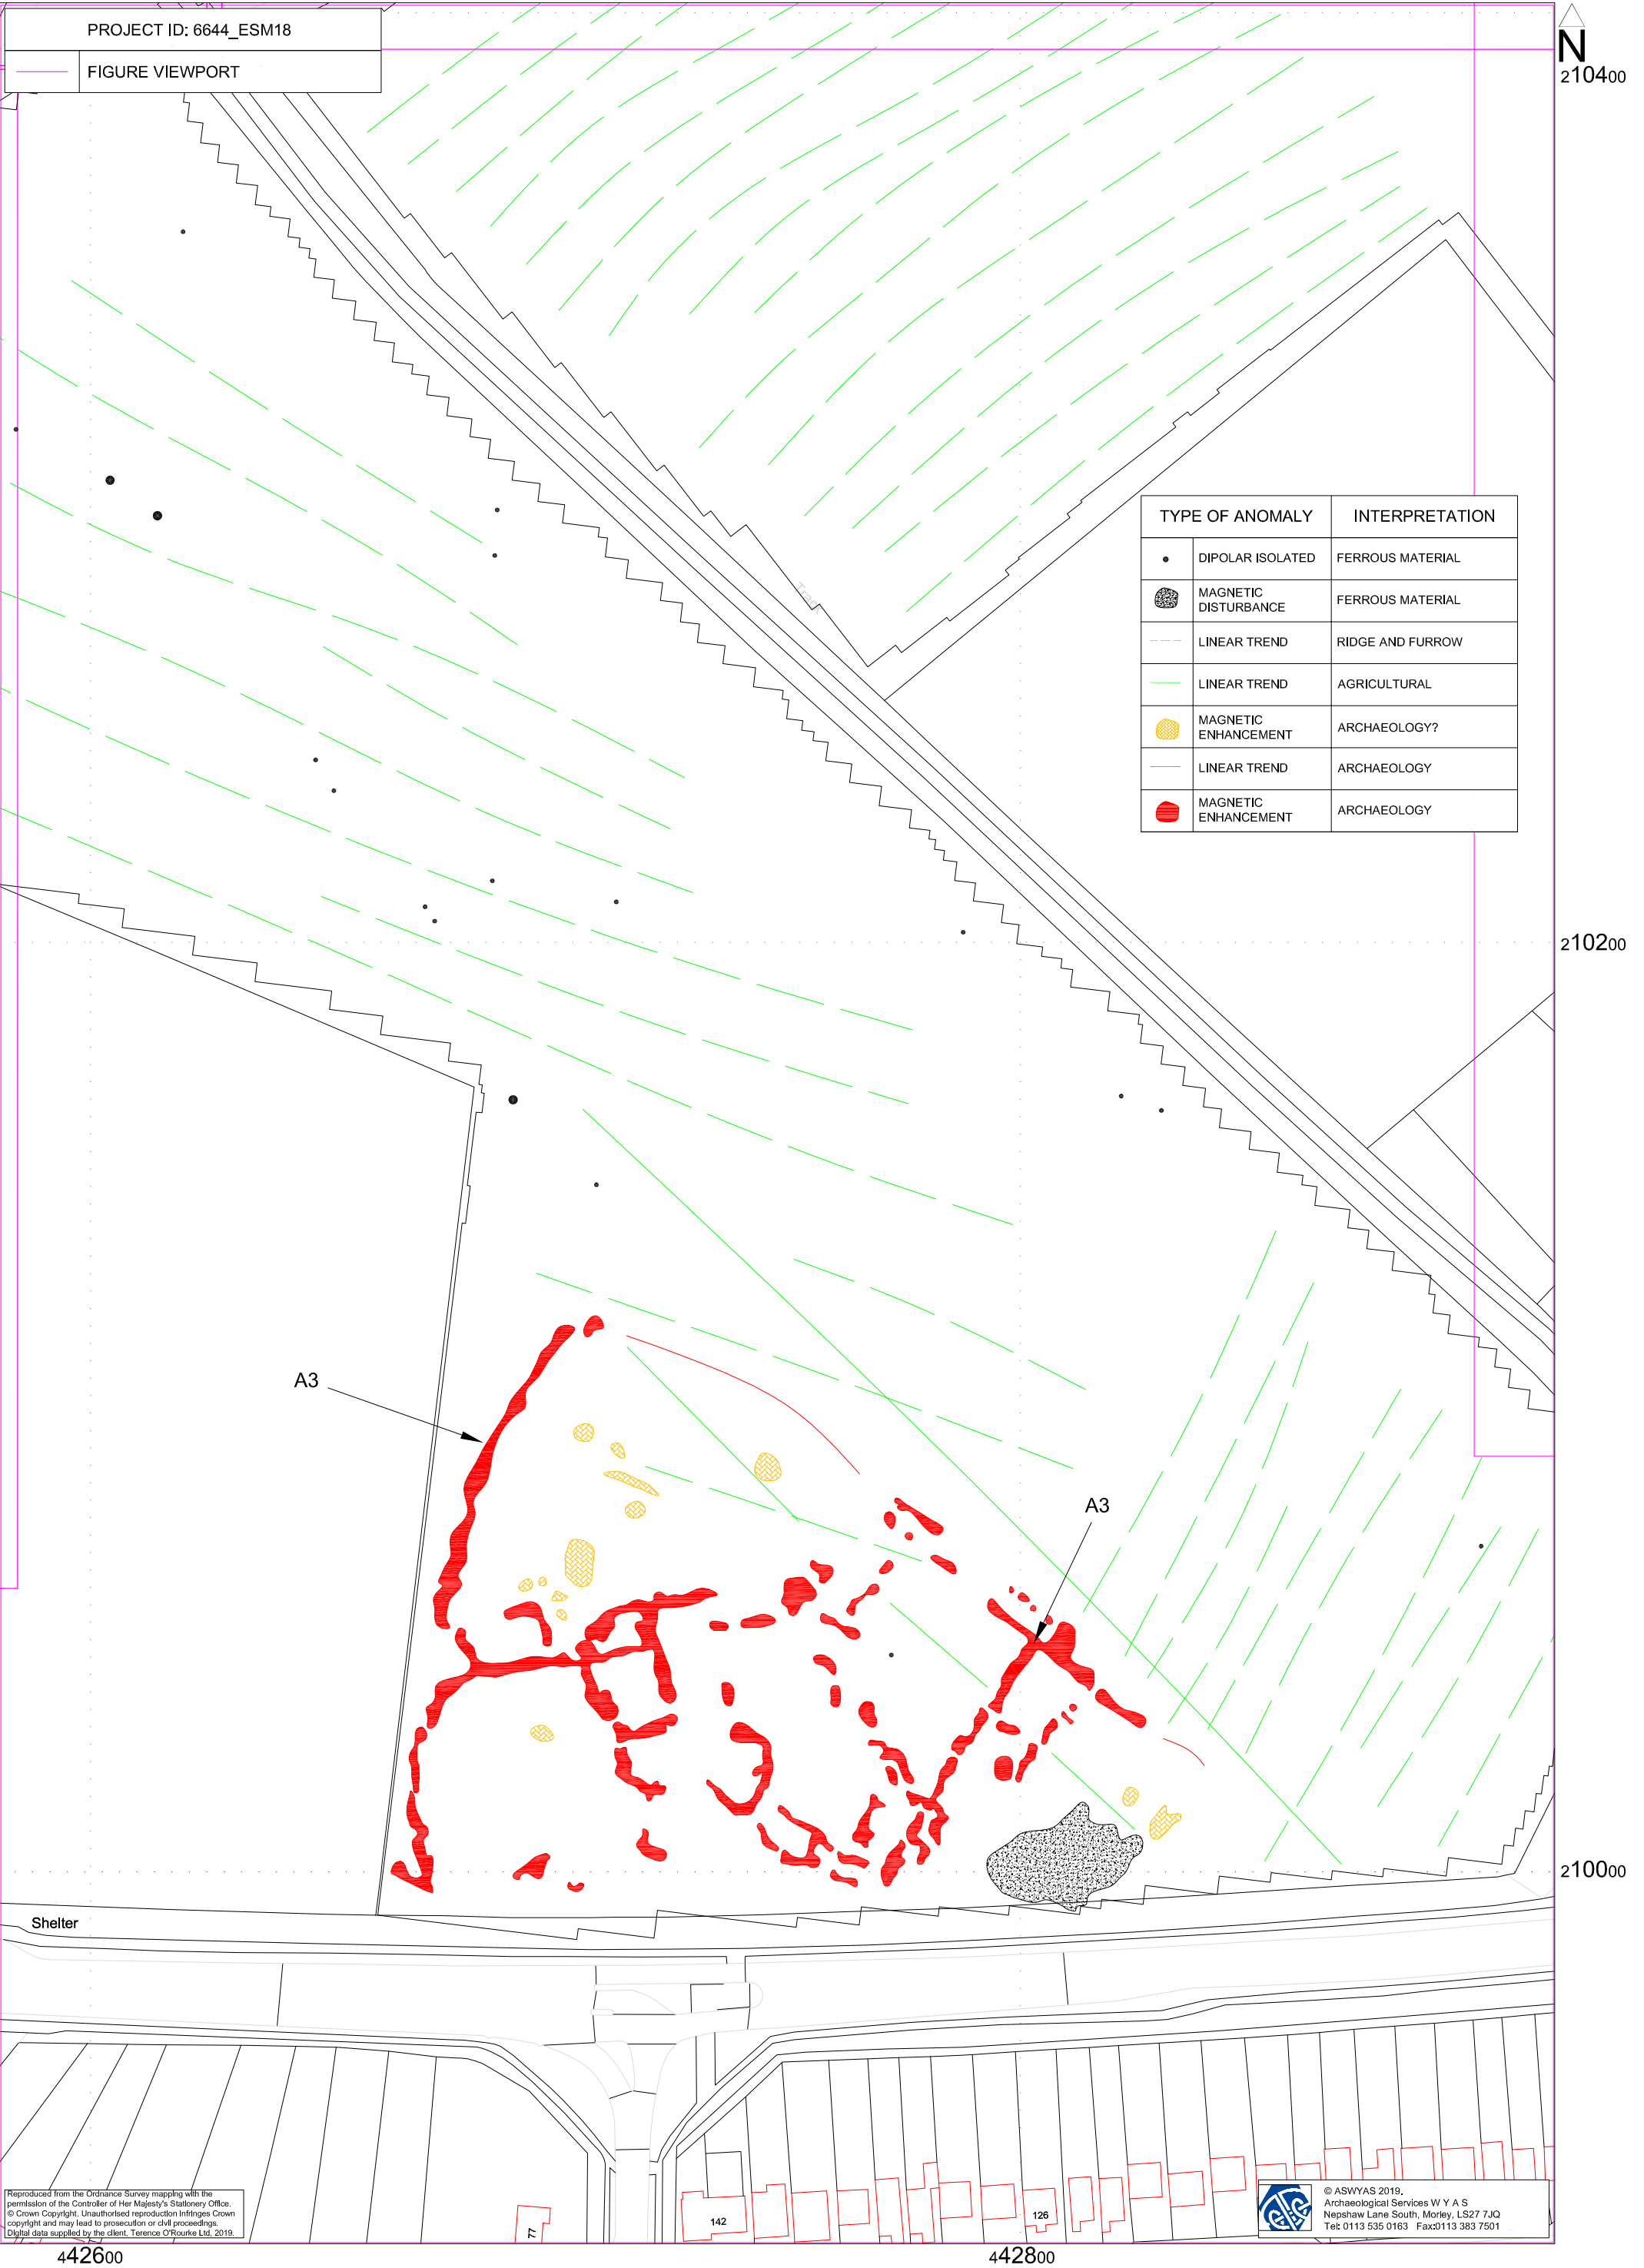 PROJECT ID: 6644_ESM18
FIGURE VIEWPORT
N
210400
Track
TYPE OF ANOMALY INTERPRETATION
DIPOLAR ISOLATED FERROUS MATERIAL
MAGNETIC
DISTURBANCE
FERROUS MATERIAL
LINEAR TREND RIDGE AND FURROW
LINEAR TREND AGRICULTURAL
MAGNETIC
ENHANCEMENT
ARCHAEOLOGY?
LINEAR TREND ARCHAEOLOGY
MAGNETIC
ENHANCEMENT
ARCHAEOLOGY
210200
A3
A3
210000
Shelter
77
142
126
Reproduced from the Ordnance Survey mapping with the
permission of the Controller of Her Majesty's Stationery Office.
© Crown Copyright. Unauthorised reproduction infringes Crown
copyright and may lead to prosecution or civil proceedings.
Digital data supplied by the client, Terence O'Rourke Ltd, 2019.
© ASWYAS 2019.
Archaeological Services W Y A S
Nepshaw Lane South, Morley, LS27 7JQ
Tel: 0113 535 0163 Fax:0113 383 7501
442600
442800